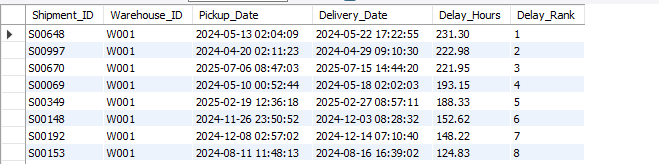 Shipment_ID Warehouse_ID Pickup_Date Delivery_Date Delay_Hours Delay_Rank
S00648 W001 2024-05-13 02:04:09 2024-05-22 17:22:55 231.30 1
S00997 W001 2024-04-20 02:11:23 2024-04-29 09:10:30 222.98 2
S00670 W001 2025-07-06 08:47:03 2025-07-15 14:44:20 221.95 3
S00069 W001 2024-05-10 00:52:44 2024-05-18 02:02:03 193.15 4
S00349 W001 2025-02-19 12:36:18 2025-02-27 08:57:11 188.33 5
S00148 W001 2024-11-26 23:50:52 2024-12-03 08:28:32 152.62 6
S00192 W001 2024-12-08 02:57:02 2024-12-14 07:10:40 148.22 7
S00153 W001 2024-08-11 11:48:13 2024-08-16 16:39:02 124.83 8